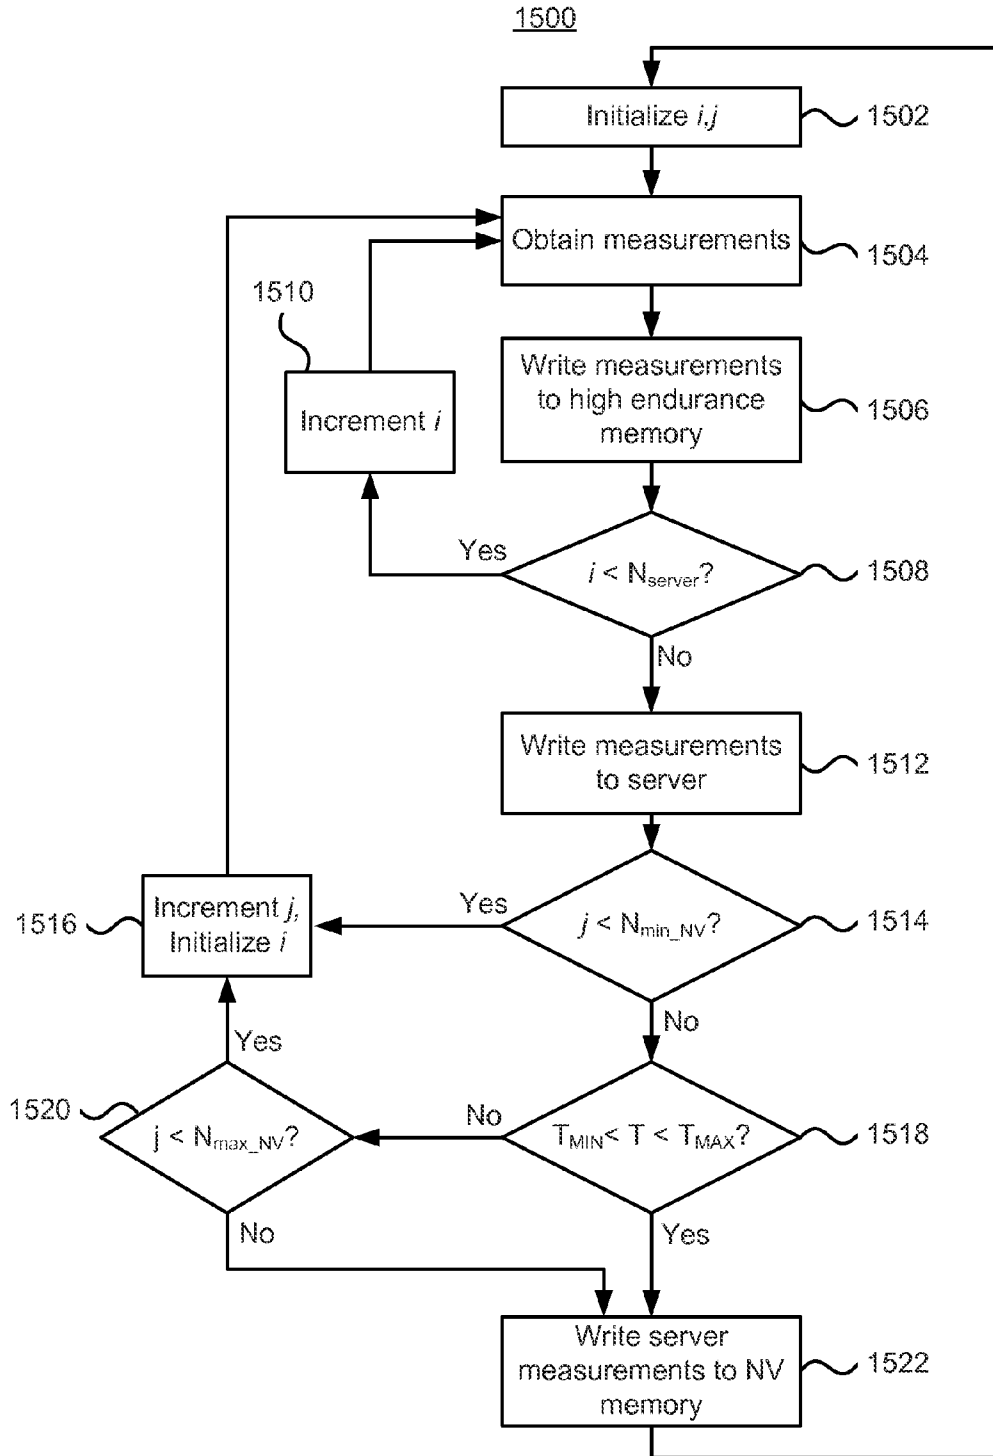 1500
Initialize i,j
1502
Obtain measurements
1504
1510
Write measurements
to high endurance
memory
1506
Increment i
Yes
i < Nserver?
1508
No
Write measurements
to server
1512
Increment j,
Initialize i
1516
Yes
j < Nmin_NV?
1514
No
Yes
1520
j < Nmax_NV?
No
TMIN< T < TMAX?
1518
No
Yes
Write server
measurements to NV
memory
1522